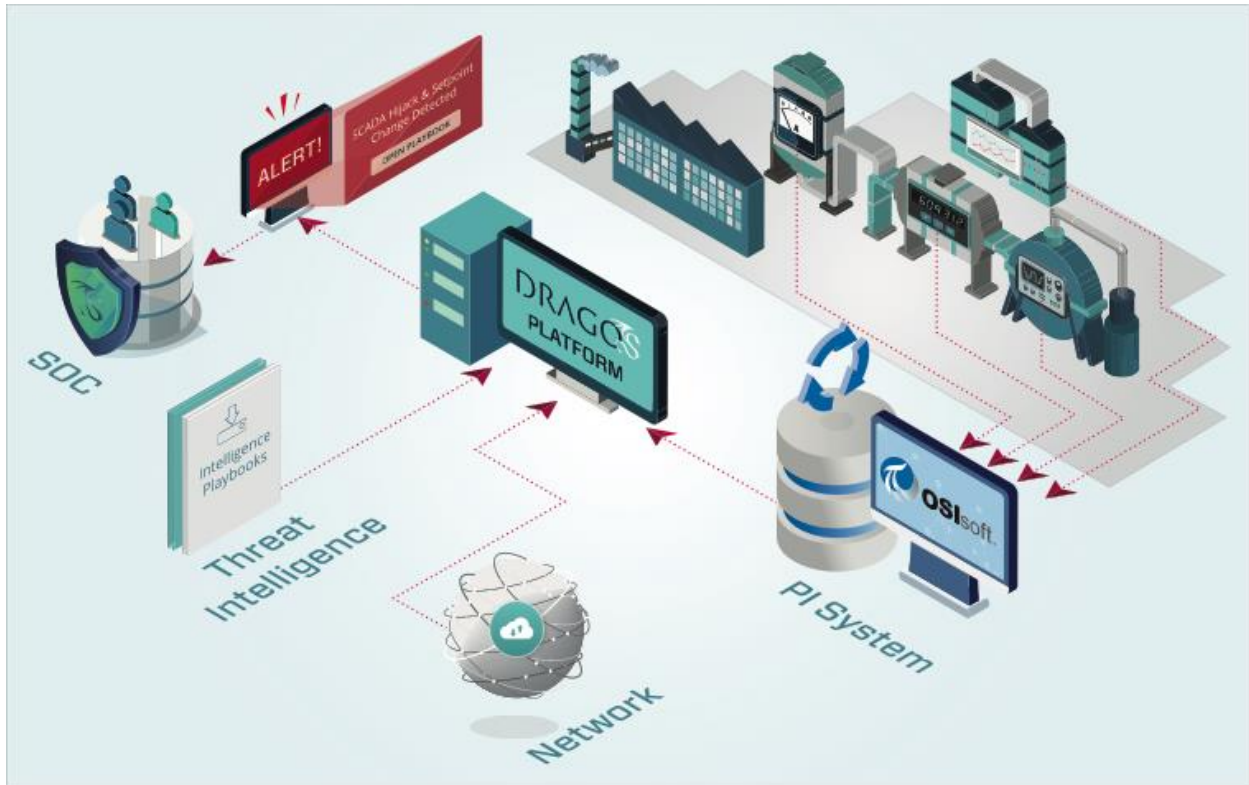 SCADA Hijack & Setpoint
Change Detected
OPEN PLAYBOOK
ALERT!
SOC
DRAGOS
PLATFORM
Intelligence
Playbooks
Threat
Intelligence
Network
609312
OSIsoft.
PI System